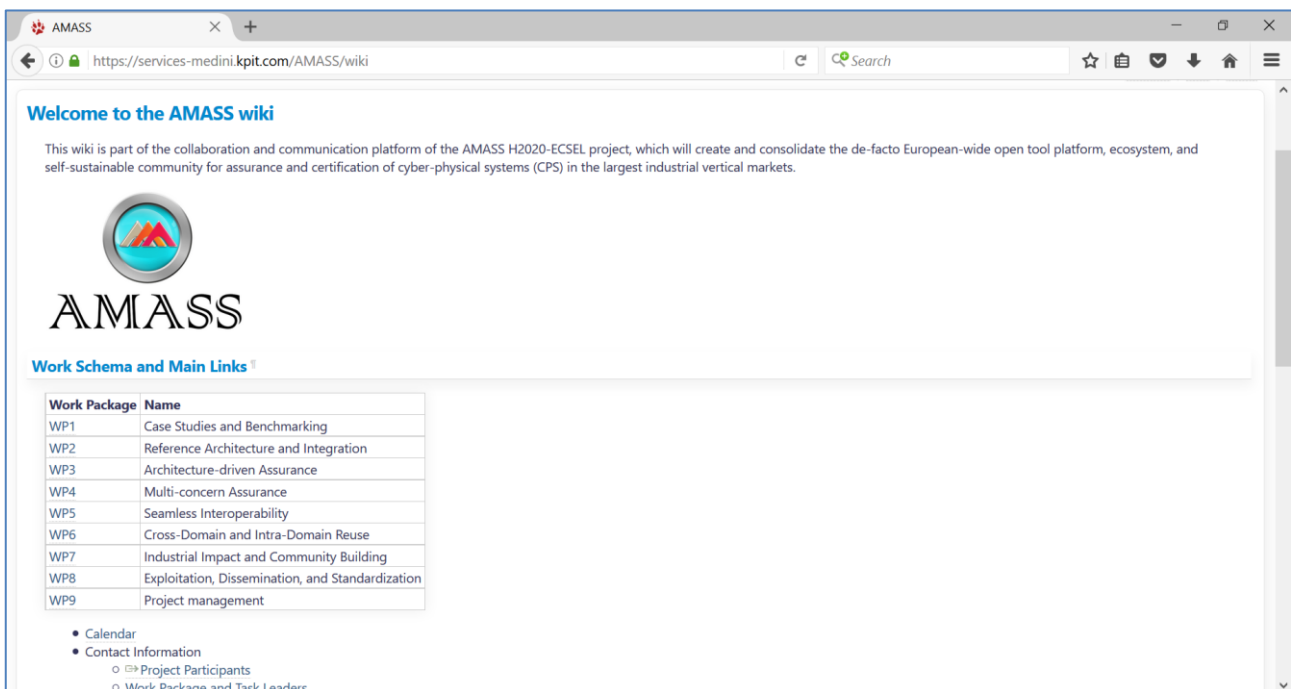 AMASS
https://services-medini.kpit.com/AMASS/wiki
Search
Welcome to the AMASS wiki
This wiki is part of the collaboration and communication platform of the AMASS H2020-ECSEL project, which will create and consolidate the de-facto European-wide open tool platform, ecosystem, and
self-sustainable community for assurance and certification of cyber-physical systems (CPS) in the largest industrial vertical markets.
AMASS
Work Schema and Main Links ¶
Work Package Name
WP1 Case Studies and Benchmarking
WP2 Reference Architecture and Integration
WP3 Architecture-driven Assurance
WP4 Multi-concern Assurance
WP5 Seamless Interoperability
WP6 Cross-Domain and Intra-Domain Reuse
WP7 Industrial Impact and Community Building
WP8 Exploitation, Dissemination, and Standardization
WP9 Project management
Calendar
Contact Information
Project Participants
Work Package and Task Leaders